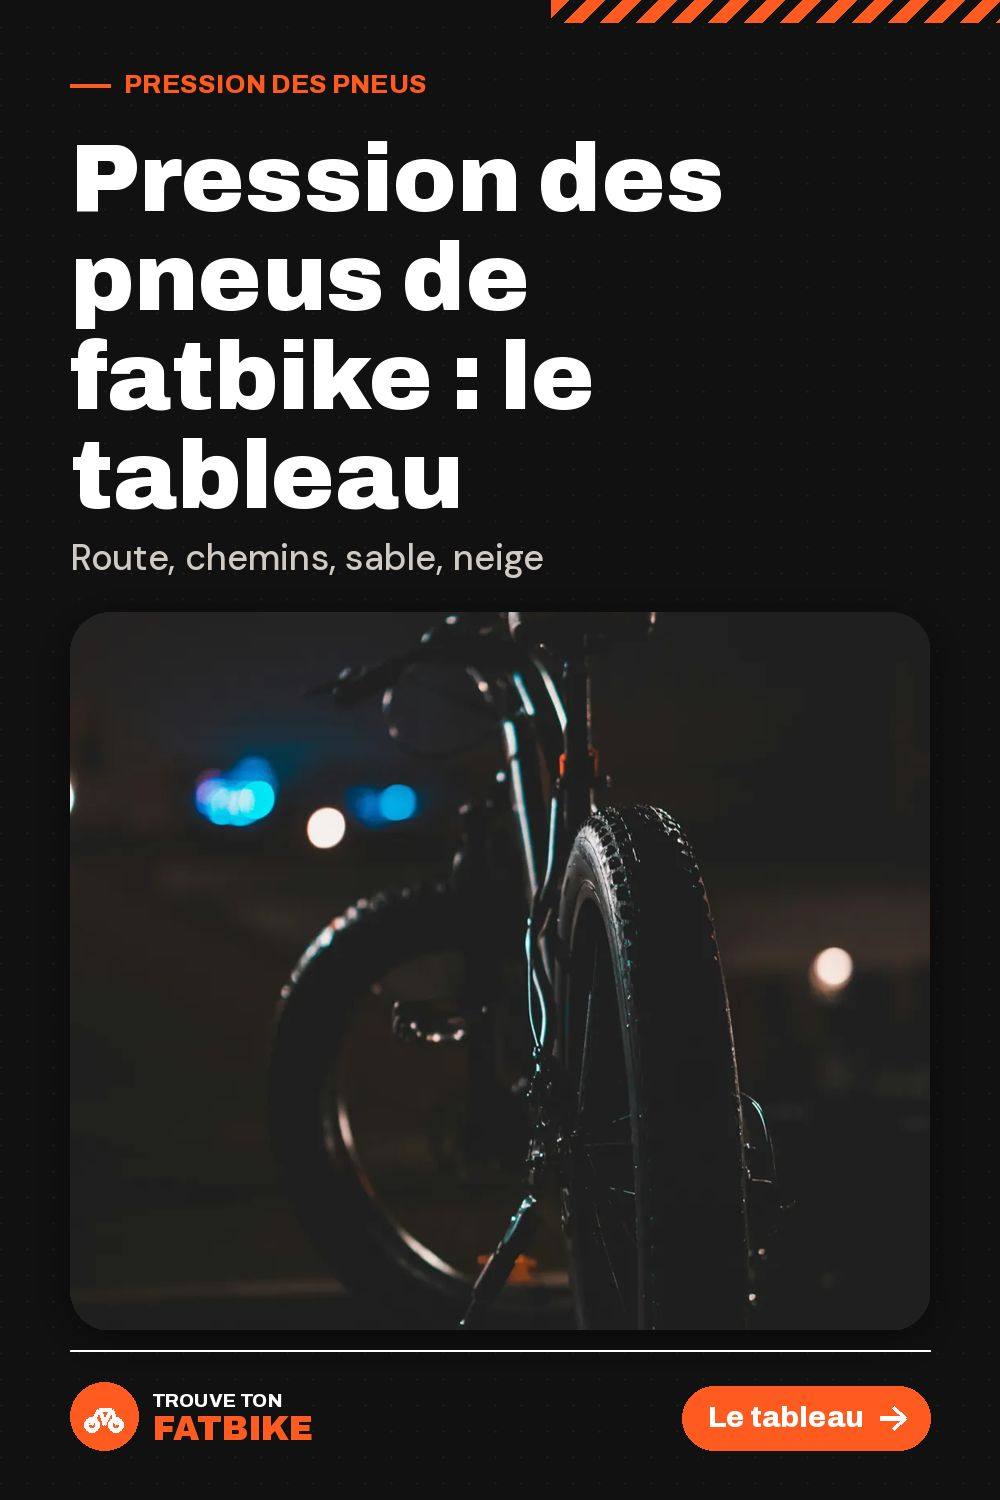 PRESSION DES PNEUS
Pression des
pneus de
fatbike : le
tableau
Route, chemins, sable, neige
TROUVE TON
FATBIKE
Le tableau